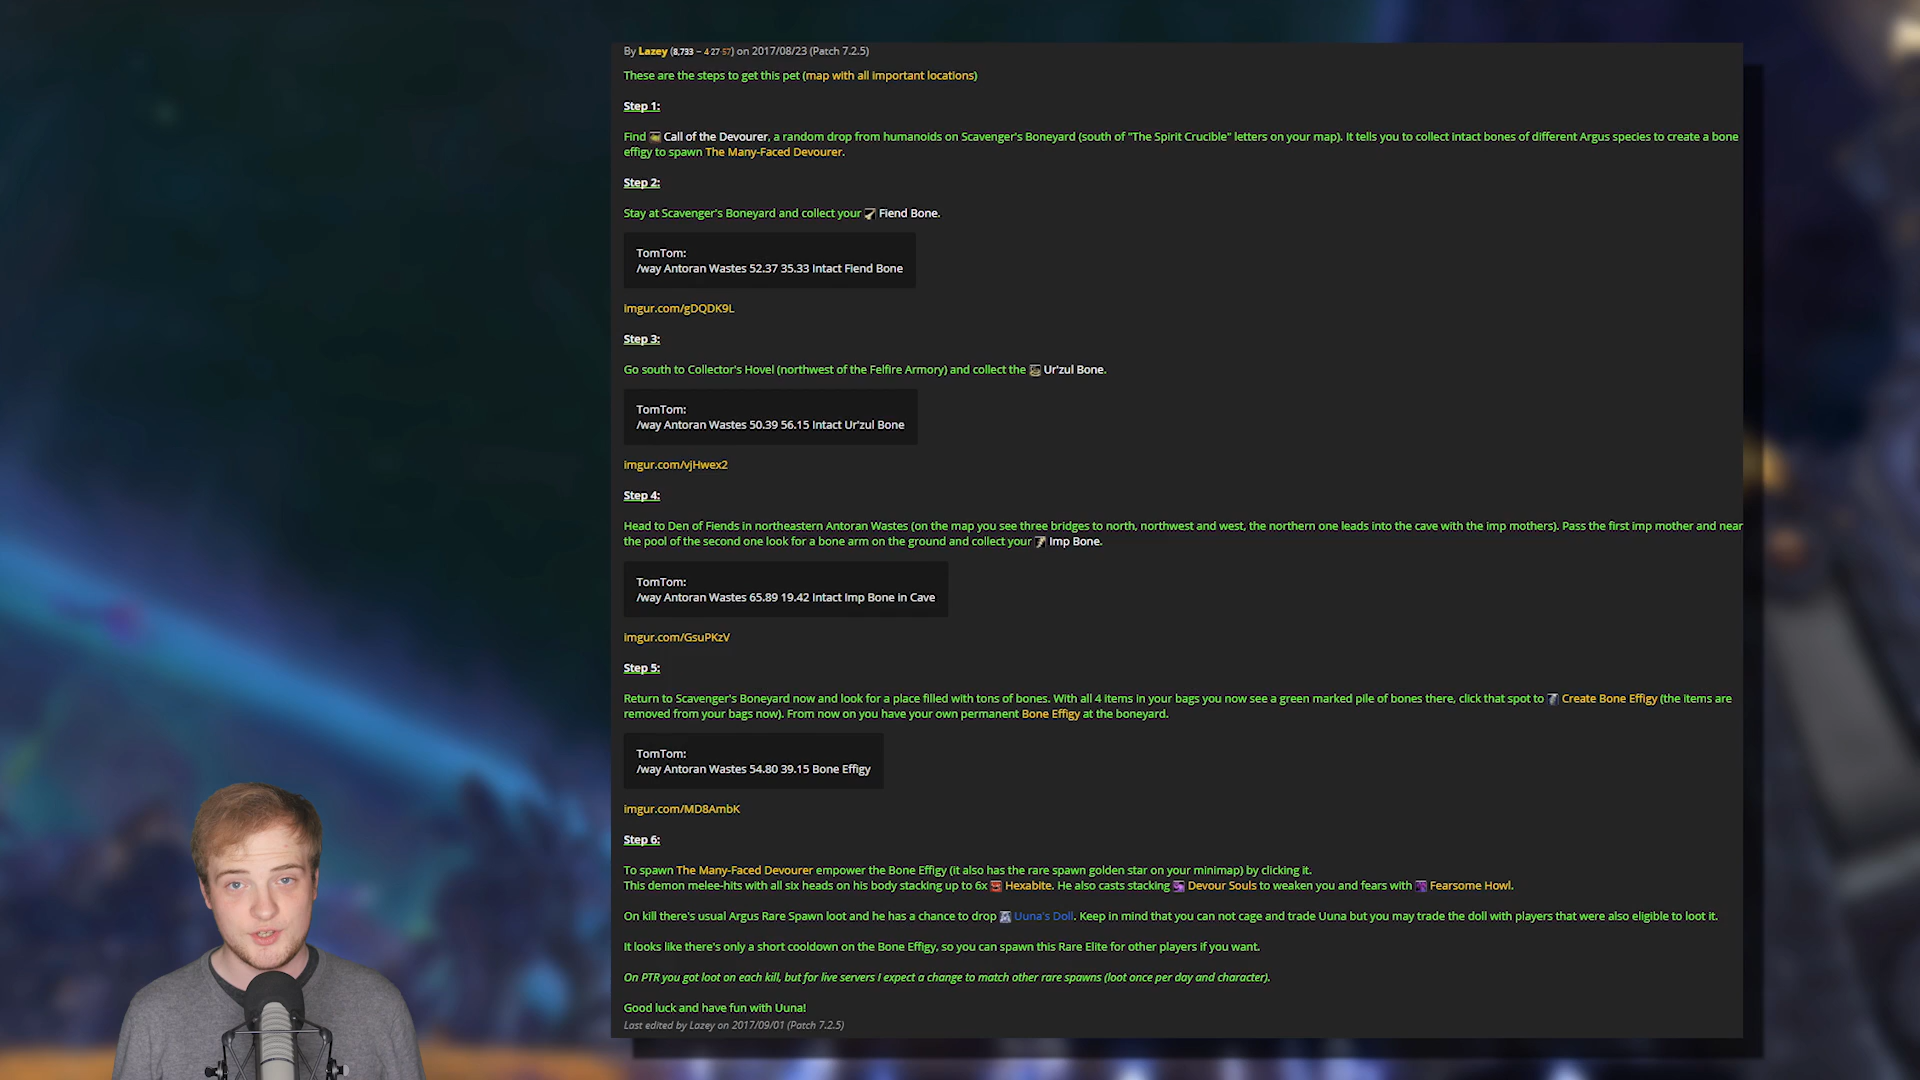 By Lazey (8,733 – 4 27 57) on 2017/08/23 (Patch 7.2.5)
These are the steps to get this pet (map with all important locations)
Step 1:
Find Call of the Devourer, a random drop from humanoids on Scavenger's Boneyard (south of "The Spirit Crucible" letters on your map). It tells you to collect intact bones of different Argus species to create a bone
effigy to spawn The Many-Faced Devourer.
Step 2:
Stay at Scavenger's Boneyard and collect your Fiend Bone.
TomTom:
/way Antoran Wastes 52.37 35.33 Intact Fiend Bone
imgur.com/gDQDK9L
Step 3:
Go south to Collector's Hovel (northwest of the Felfire Armory) and collect the Ur'zul Bone.
TomTom:
/way Antoran Wastes 50.39 56.15 Intact Ur'zul Bone
imgur.com/vjHwex2
Step 4:
Head to Den of Fiends in northeastern Antoran Wastes (on the map you see three bridges to north, northwest and west, the northern one leads into the cave with the imp mothers). Pass the first imp mother and near
the pool of the second one look for a bone arm on the ground and collect your Imp Bone.
TomTom:
/way Antoran Wastes 65.89 19.42 Intact Imp Bone in Cave
imgur.com/GsuPKzV
Step 5:
Return to Scavenger's Boneyard now and look for a place filled with tons of bones. With all 4 items in your bags you now see a green marked pile of bones there, click that spot to Create Bone Effigy (the items are
removed from your bags now). From now on you have your own permanent Bone Effigy at the boneyard.
TomTom:
/way Antoran Wastes 54.80 39.15 Bone Effigy
imgur.com/MD8AmbK
Step 6:
To spawn The Many-Faced Devourer empower the Bone Effigy (it also has the rare spawn golden star on your minimap) by clicking it.
This demon melee-hits with all six heads on his body stacking up to 6x Hexabite. He also casts stacking Devour Souls to weaken you and fears with Fearsome Howl.
On kill there's usual Argus Rare Spawn loot and he has a chance to drop Uuna's Doll. Keep in mind that you can not cage and trade Uuna but you may trade the doll with players that were also eligible to loot it.
It looks like there's only a short cooldown on the Bone Effigy, so you can spawn this Rare Elite for other players if you want.
On PTR you got loot on each kill, but for live servers I expect a change to match other rare spawns (loot once per day and character).
Good luck and have fun with Uuna!
Last edited by Lazey on 2017/09/01 (Patch 7.2.5)